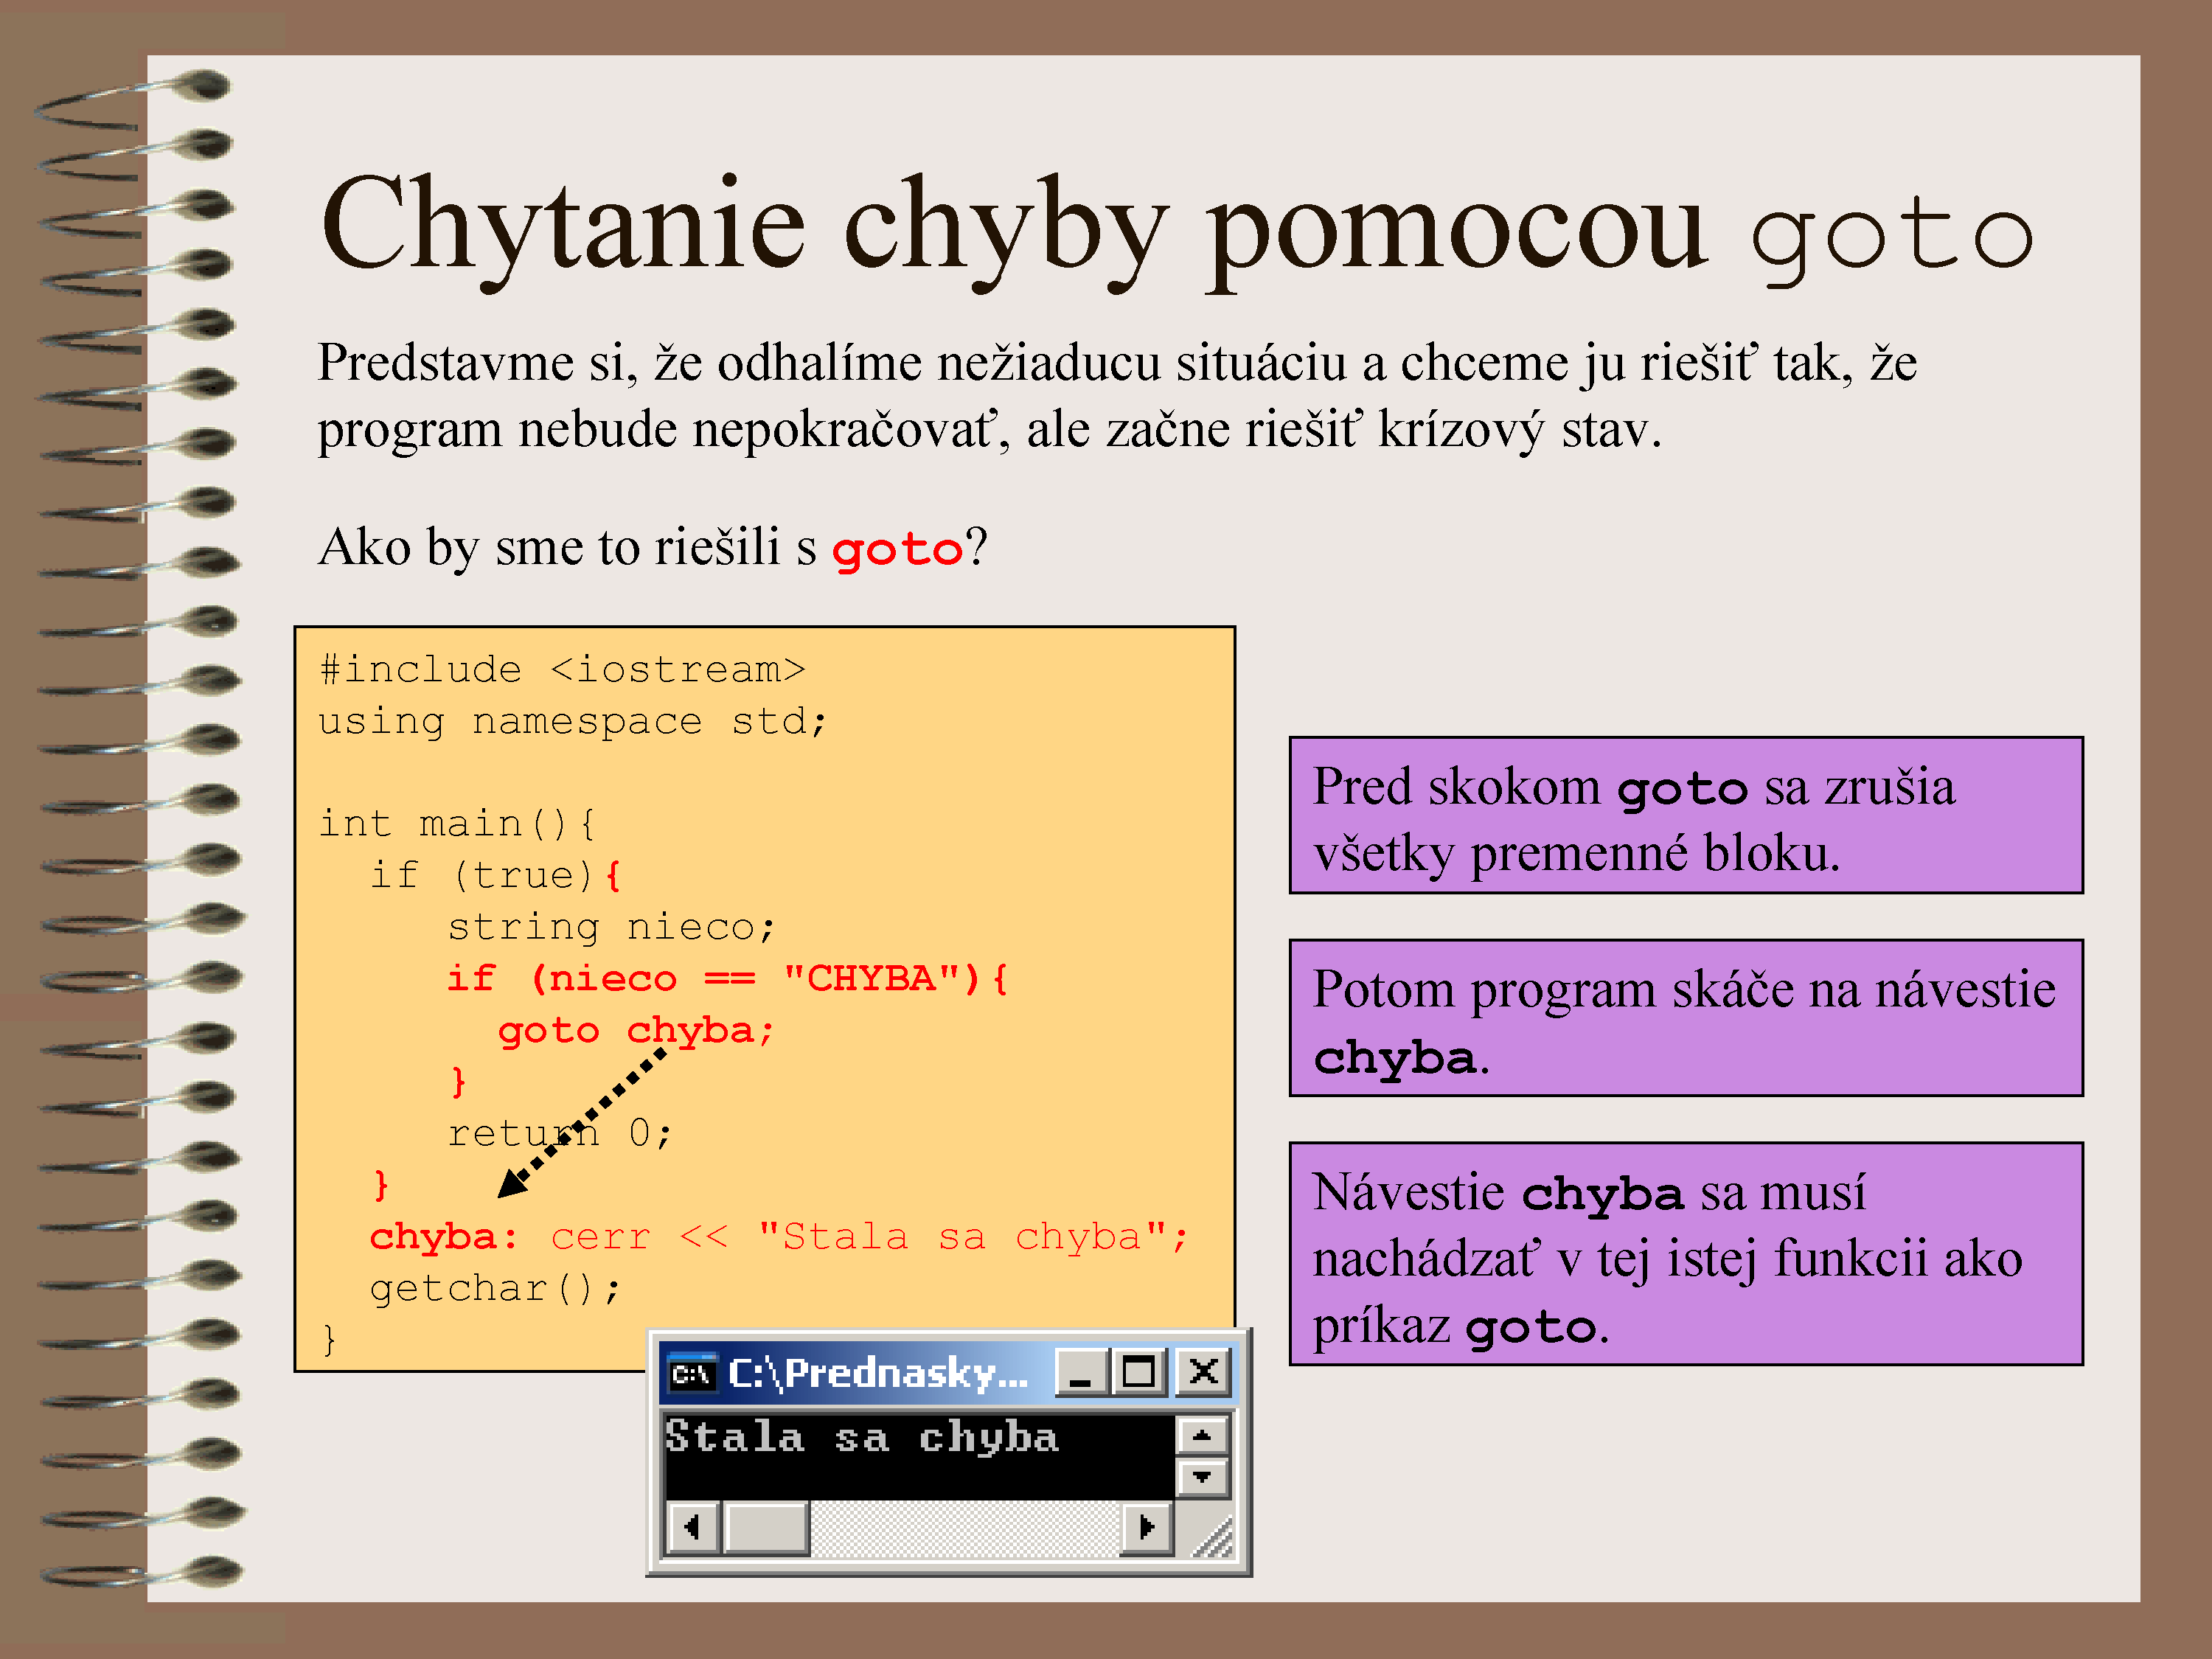 Chytanie chyby pomocou goto
Predstavme si, že odhalíme nežiaducu situáciu a chceme ju riešiť tak, že
program nebude nepokračovať, ale začne riešiť krízový stav.
Ako by sme to riešili s goto?
#include <iostream>
using namespace std;
int main(){
if (true){
string nieco;
if (nieco == "CHYBA"){
goto chyba;
}
return 0;
}
chyba: cerr << "Stala sa chyba";
getchar();
}
C:\Prednasky...
Stala sa chyba
Pred skokom goto sa zrušia
všetky premenné bloku.
Potom program skáče na návestie
chyba.
Návestie chyba sa musí
nachádzať v tej istej funkcii ako
príkaz goto.